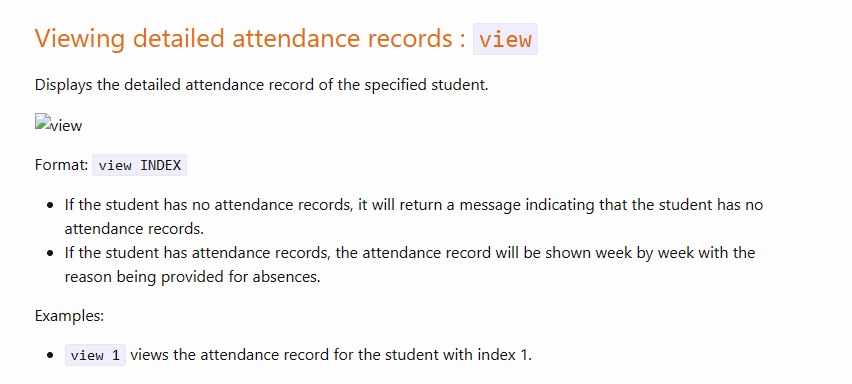 Viewing detailed attendance records : view
Displays the detailed attendance record of the specified student.
view
Format: view INDEX
If the student has no attendance records, it will return a message indicating that the student has no
attendance records.
If the student has attendance records, the attendance record will be shown week by week with the
reason being provided for absences.
Examples:
view 1 views the attendance record for the student with index 1.